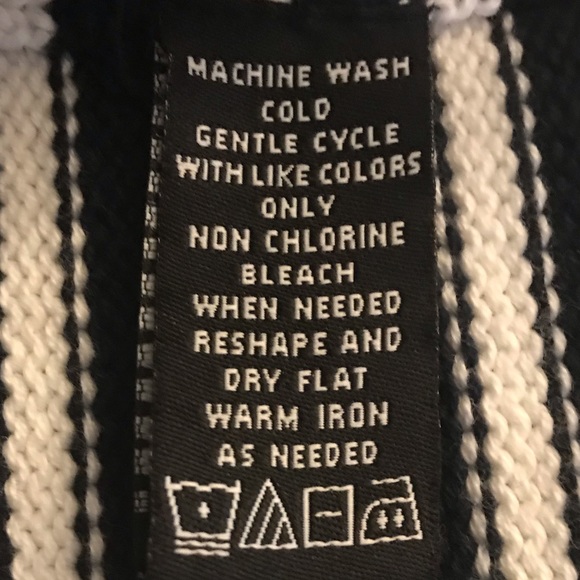 MACHINE WASH
COLD
GENTLE CYCLE
WITH LIKE COLORS
ONLY
NON CHLORINE
BLEACH
WHEN NEEDED
RESHAPE AND
DRY FLAT
WARM IRON
AS NEEDED